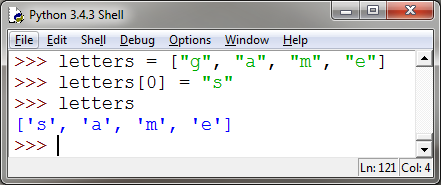 Python 3.4.3 Shell
File Edit Shell Debug Options Window Help
>>> letters = ["g", "a", "m", "e"]
>>> letters[0] = "s"
>>> letters
['s', 'a', 'm', 'e']
>>>
Ln: 121 Col: 4